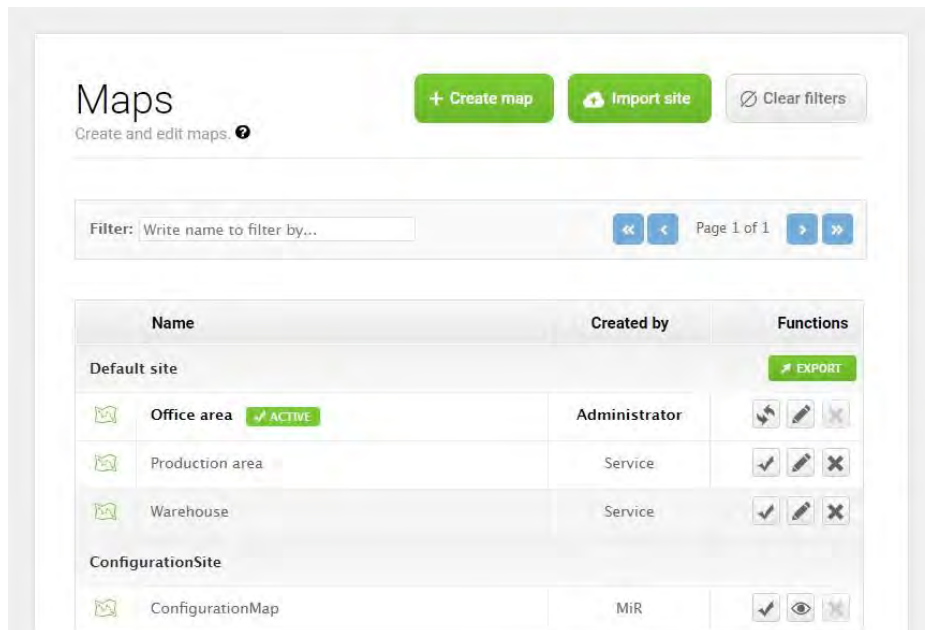 Maps
+ Create map
Import site
Clear filters
Create and edit maps. ?
Filter: Write name to filter by...
« ‹ Page 1 of 1 › »
Name Created by Functions
Default site EXPORT
Office area ACTIVE Administrator
Production area Service
Warehouse Service
ConfigurationSite
ConfigurationMap MiR